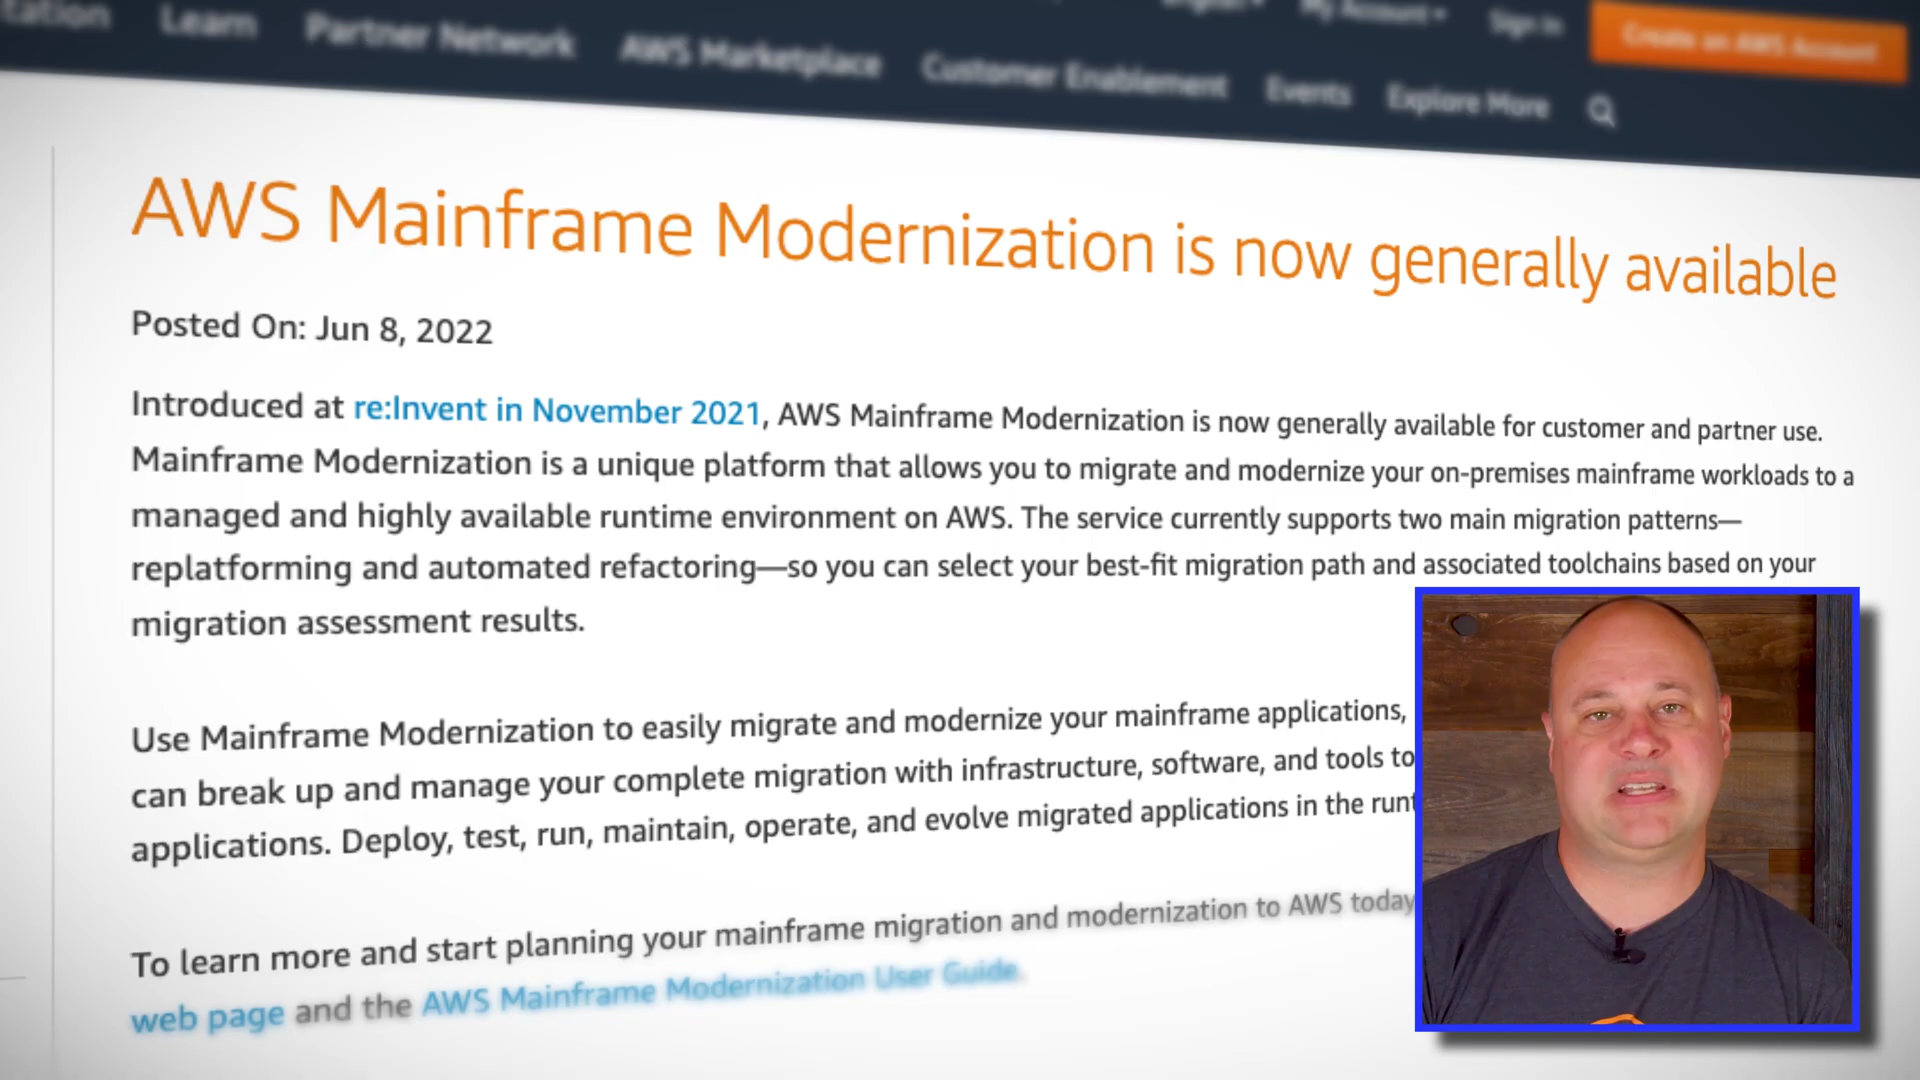 Learn Partner Network AWS Marketplace Customer Enablement Events Explore More
My Account Sign In Create an AWS Account
AWS Mainframe Modernization is now generally available
Posted On: Jun 8, 2022
Introduced at re:Invent in November 2021, AWS Mainframe Modernization is now generally available for customer and partner use.
Mainframe Modernization is a unique platform that allows you to migrate and modernize your on-premises mainframe workloads to a
managed and highly available runtime environment on AWS. The service currently supports two main migration patterns—
replatforming and automated refactoring—so you can select your best-fit migration path and associated toolchains based on your
migration assessment results.
Use Mainframe Modernization to easily migrate and modernize your mainframe applications,
can break up and manage your complete migration with infrastructure, software, and tools to
applications. Deploy, test, run, maintain, operate, and evolve migrated applications in the
To learn more and start planning your mainframe migration and modernization to AWS today
web page and the AWS Mainframe Modernization User Guide.